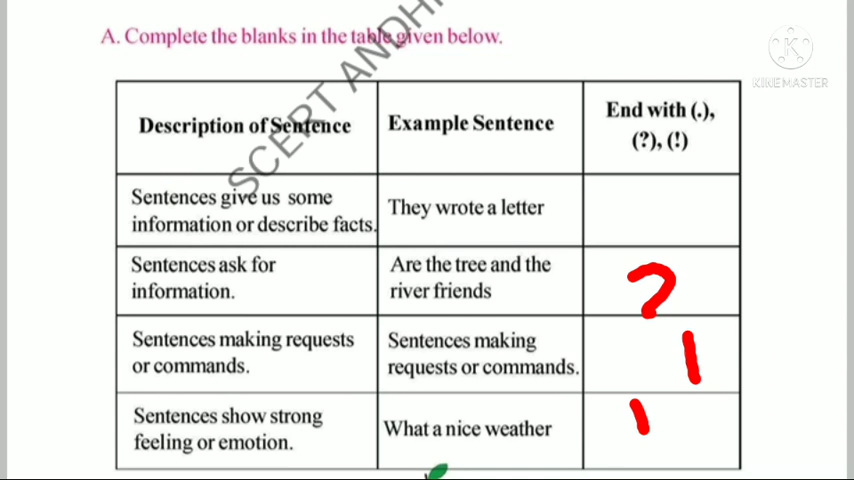 A. Complete the blanks in the table given below.
KINEMASTER
SCERT ANDH
Description of Sentence
Example Sentence
End with (.),
(?), (!)
Sentences give us some
information or describe facts.
They wrote a letter
Sentences ask for
information.
Are the tree and the
river friends
?
Sentences making requests
or commands.
Sentences making
requests or commands.
Sentences show strong
feeling or emotion.
What a nice weather